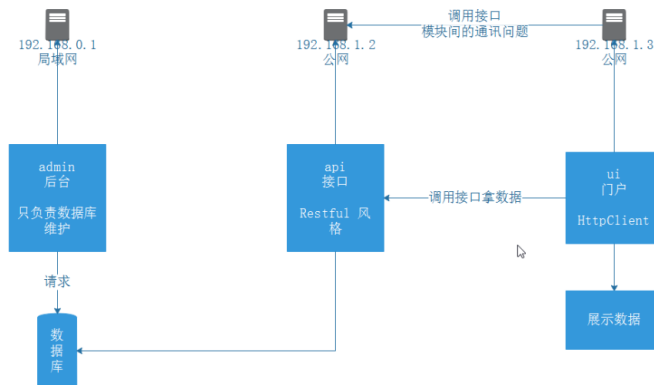 调用接口
模块间的通讯问题
192.168.0.1
局域网
192.168.1.2
公网
192.168.1.3
公网
admin
后台
只负责数据库
维护
api
接口
Restful 风
格
调用接口拿数据
ui
门户
HttpClient
请求
数
据
库
展示数据